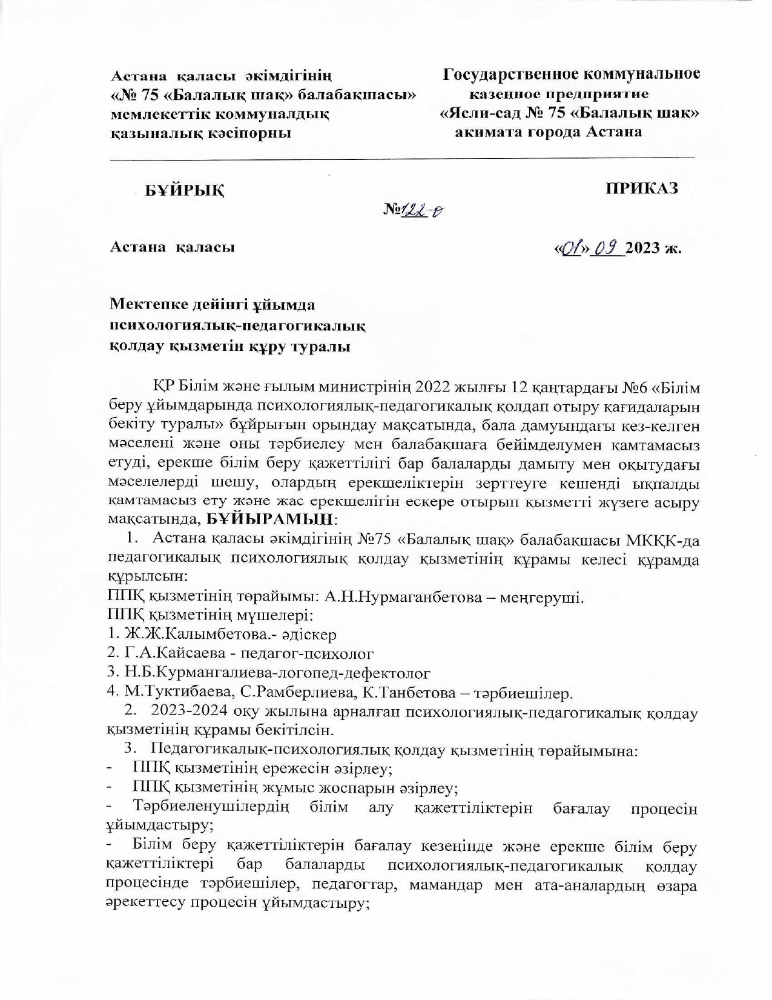 Астана қаласы әкімдігінің
«№ 75 «Балалық шақ» балабақшасы»
мемлекеттік коммуналдық
қазыналық кәсіпорны
Государственное коммунальное
казенное предприятие
«Ясли-сад № 75 «Балалық шақ»
акимата города Астана
БҰЙРЫҚ
ПРИКАЗ
№122-ө
Астана қаласы
«01» 09 2023 ж.
Мектепке дейінгі ұйымда
психологиялық-педагогикалық
қолдау қызметін құру туралы
ҚР Білім және ғылым министрінің 2022 жылғы 12 қаңтардағы №6 «Білім
беру ұйымдарында психологиялық-педагогикалық қолдап отыру қағидаларын
бекіту туралы» бұйрығын орындау мақсатында, бала дамуындағы кез-келген
мәселені және оны тәрбиелеу мен балабақшаға бейімделумен қамтамасыз
етуді, ерекше білім беру қажеттілігі бар балаларды дамыту мен оқытудағы
мәселелерді шешу, олардың ерекшеліктерін зерттеуге кешенді ықпалды
қамтамасыз ету және жас ерекшелігін ескере отырып қызметті жүзеге асыру
мақсатында, БҰЙЫРАМЫН:
1. Астана қаласы әкімдігінің №75 «Балалық шақ» балабақшасы МКҚК-да
педагогикалық психологиялық қолдау қызметінің құрамы келесі құрамда
құрылсын:
ППҚ қызметінің төрайымы: А.Н.Нурмаганбетова – меңгеруші.
ППҚ қызметінің мүшелері:
1. Ж.Ж.Калымбетова.- әдіскер
2. Г.А.Кайсаева - педагог-психолог
3. Н.Б.Курмангалиева-логопед-дефектолог
4. М.Туктибаева, С.Рамберлиева, К.Танбетова – тәрбиешілер.
2. 2023-2024 оқу жылына арналған психологиялық-педагогикалық қолдау
қызметінің құрамы бекітілсін.
3. Педагогикалық-психологиялық қолдау қызметінің төрайымына:
- ППҚ қызметінің ережесін әзірлеу;
- ППҚ қызметінің жұмыс жоспарын әзірлеу;
- Тәрбиеленушілердің білім алу қажеттіліктерін бағалау процесін
ұйымдастыру;
- Білім беру қажеттіліктерін бағалау кезеңінде және ерекше білім беру
қажеттіліктері бар балаларды психологиялық-педагогикалық қолдау
процесінде тәрбиешілер, педагогтар, мамандар мен ата-аналардың өзара
әрекеттесу процесін ұйымдастыру;